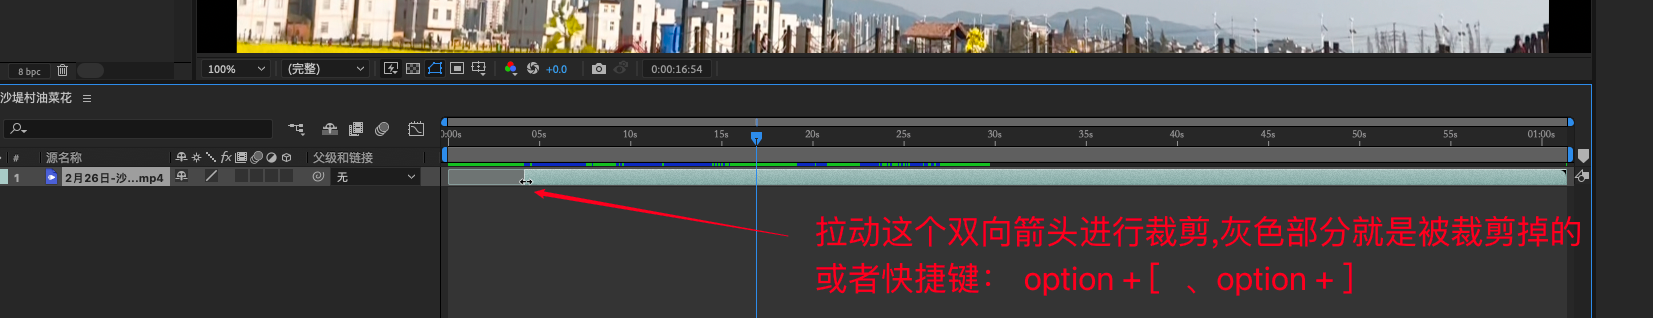 8 bpc
100%
(完整)
+0.0
0:00:16:54
沙堤村油菜花
0:00s 05s 10s 15s 20s 25s 30s 35s 40s 45s 50s 55s 01:00s
# 源名称 fx 父级和链接
1 2月26日-沙...mp4 无
拉动这个双向箭头进行裁剪,灰色部分就是被裁剪掉的
或者快捷键： option + [ 、option + ]